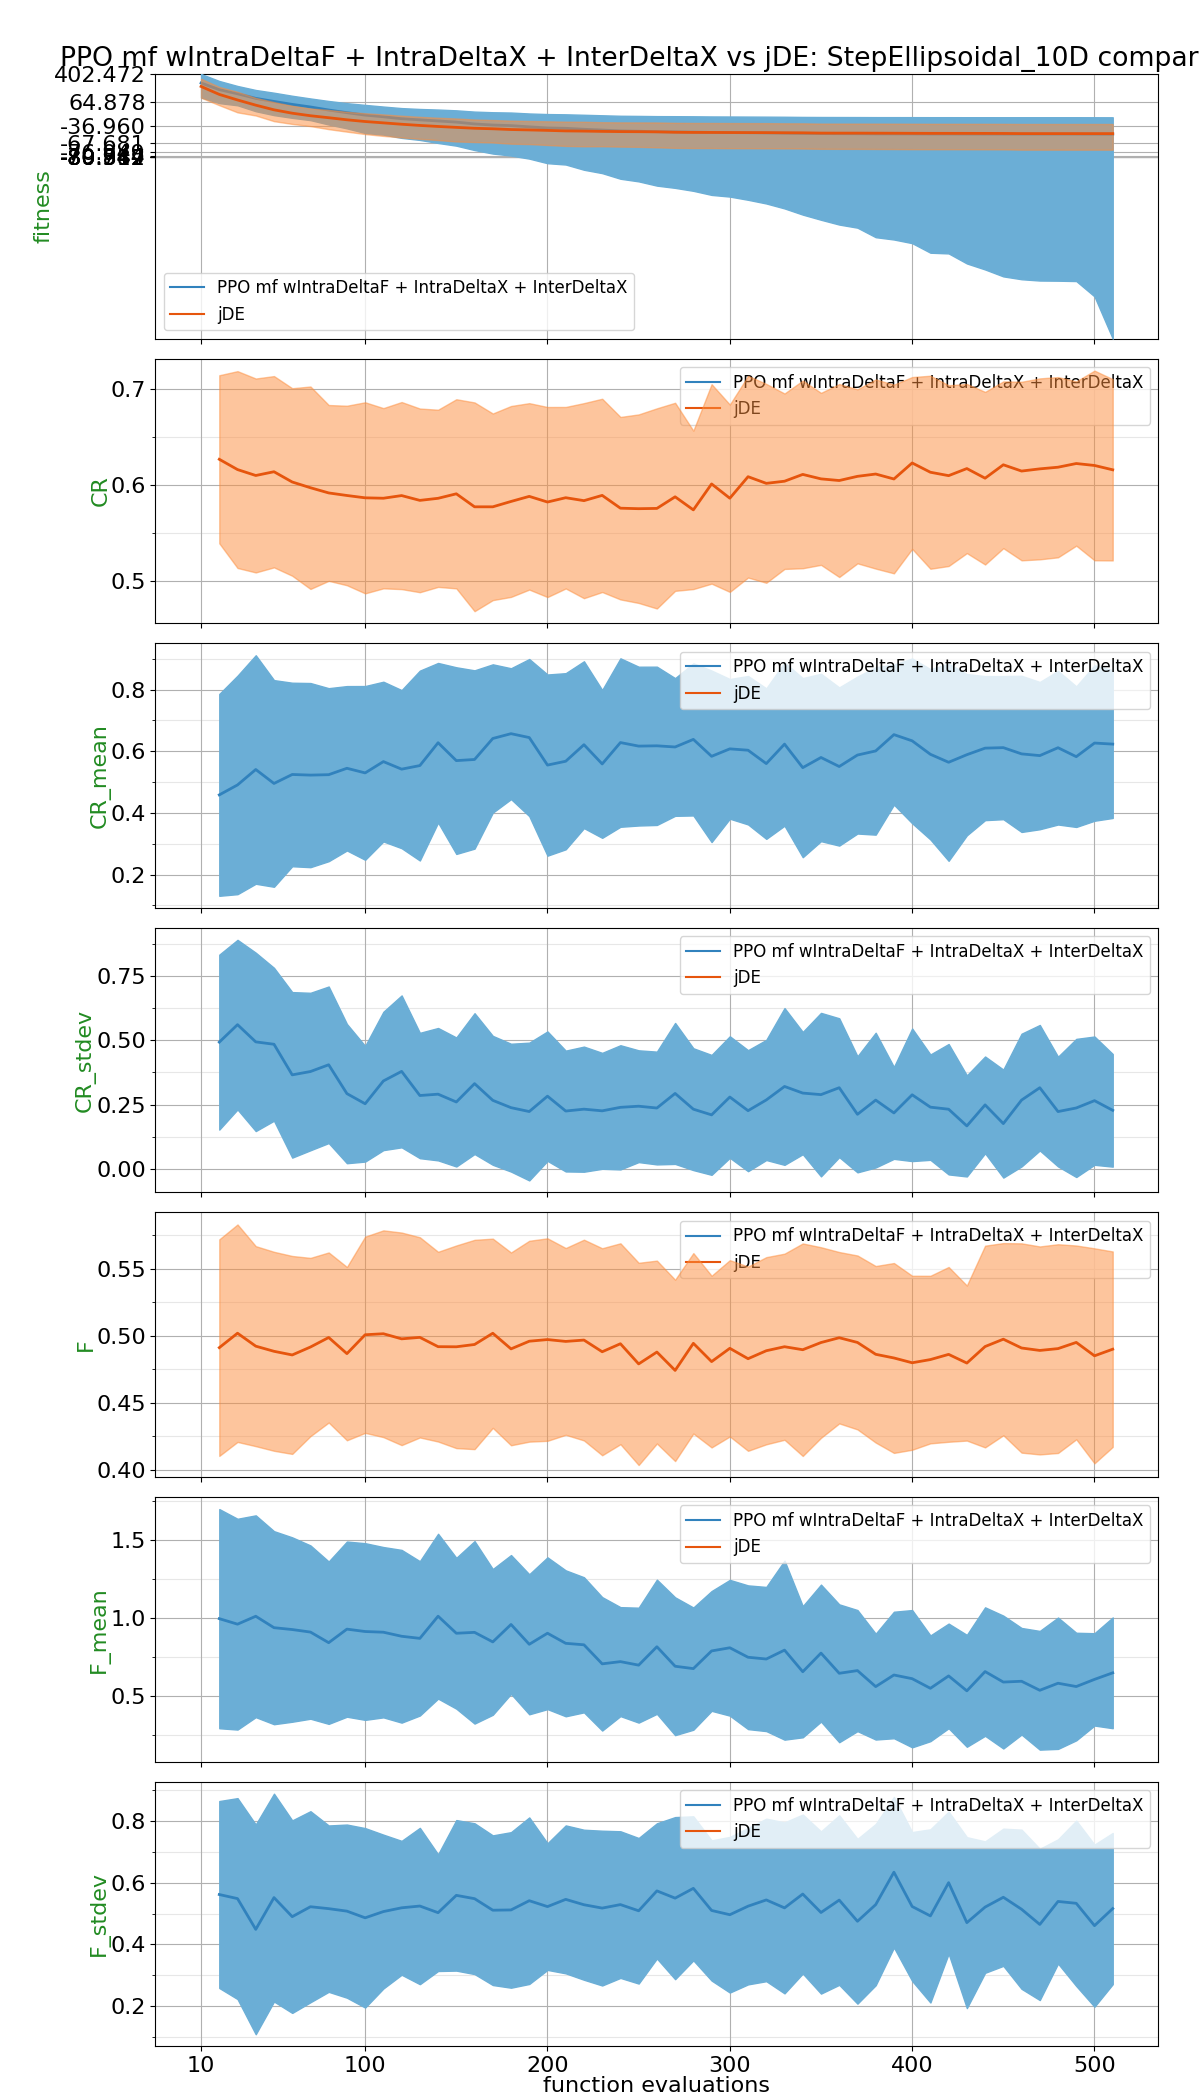 PPO mf wIntraDeltaF + IntraDeltaX + InterDeltaX vs jDE: StepEllipsoidal_10D compar
402.472
64.878
-36.960
-67.681
fitness
PPO mf wIntraDeltaF + IntraDeltaX + InterDeltaX
jDE
0.7
0.6
0.5
CR
PPO mf wIntraDeltaF + IntraDeltaX + InterDeltaX
jDE
0.8
0.6
0.4
0.2
CR_mean
PPO mf wIntraDeltaF + IntraDeltaX + InterDeltaX
jDE
0.75
0.50
0.25
0.00
CR_stdev
PPO mf wIntraDeltaF + IntraDeltaX + InterDeltaX
jDE
0.55
0.50
0.45
0.40
F
PPO mf wIntraDeltaF + IntraDeltaX + InterDeltaX
jDE
1.5
1.0
0.5
F_mean
PPO mf wIntraDeltaF + IntraDeltaX + InterDeltaX
jDE
0.8
0.6
0.4
0.2
F_stdev
PPO mf wIntraDeltaF + IntraDeltaX + InterDeltaX
jDE
10 100 200 300 400 500
function evaluations